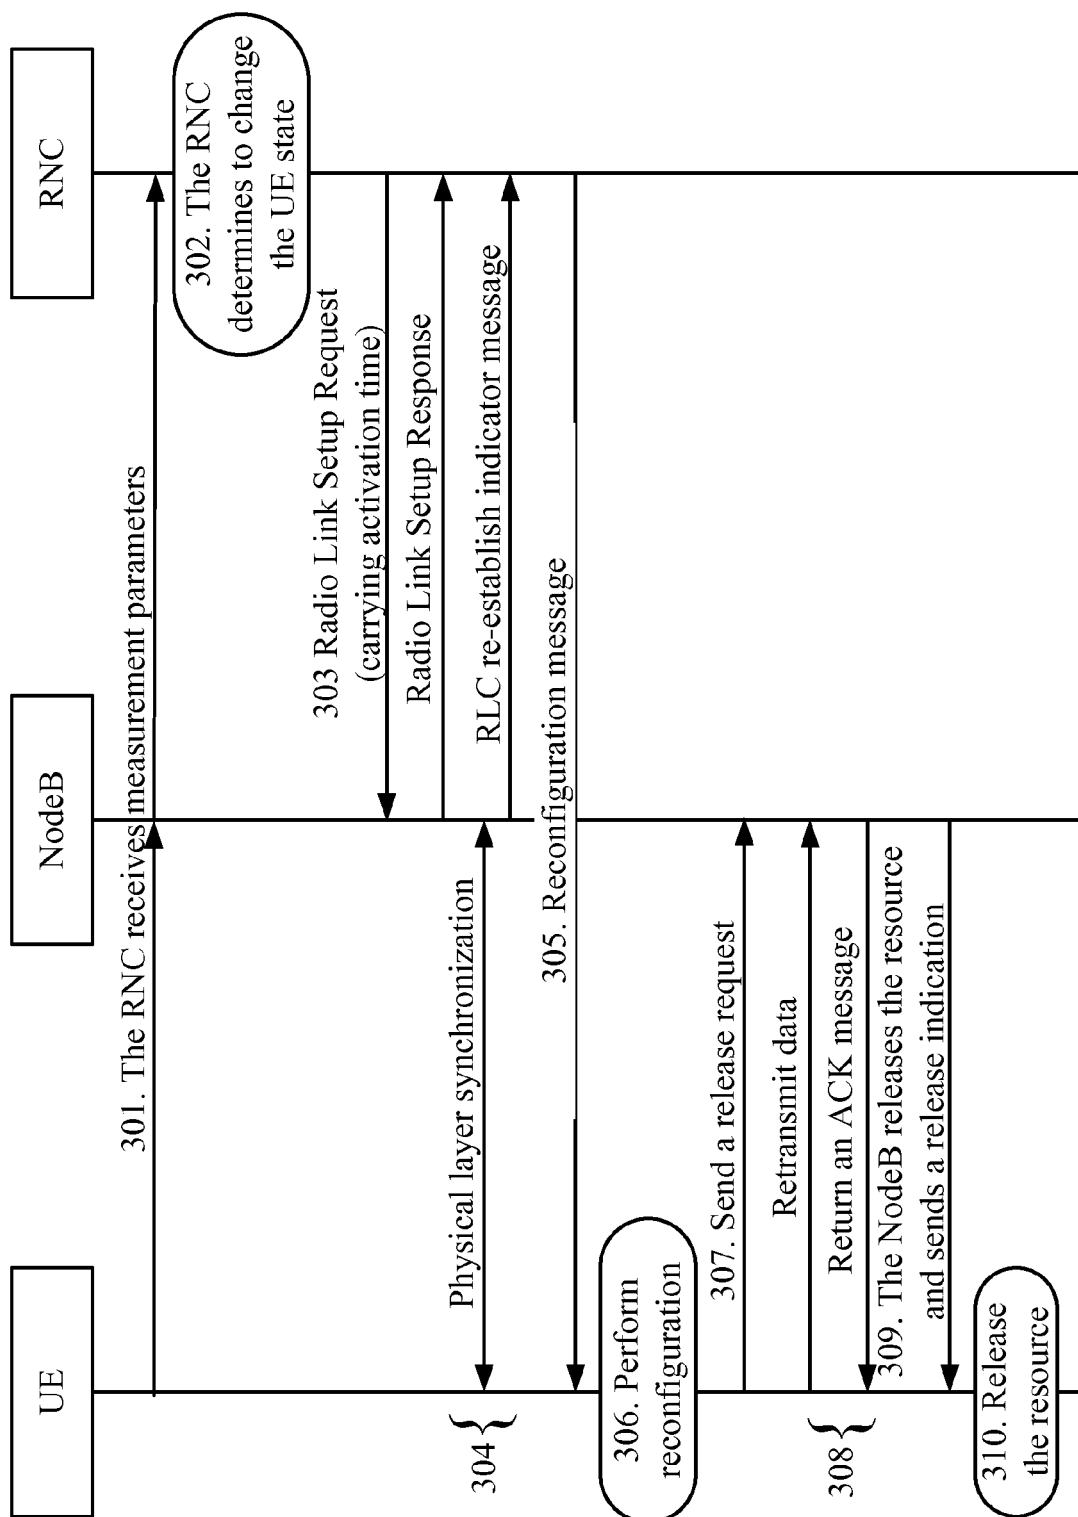 UE
NodeB
RNC
301. The RNC receives measurement parameters
302. The RNC
determines to change
the UE state
303 Radio Link Setup Request
(carrying activation time)
Radio Link Setup Response
304
Physical layer synchronization
RLC re-establish indicator message
305. Reconfiguration message
306. Perform
reconfiguration
307. Send a release request
308
Retransmit data
Return an ACK message
309. The NodeB releases the resource
and sends a release indication
310. Release
the resource